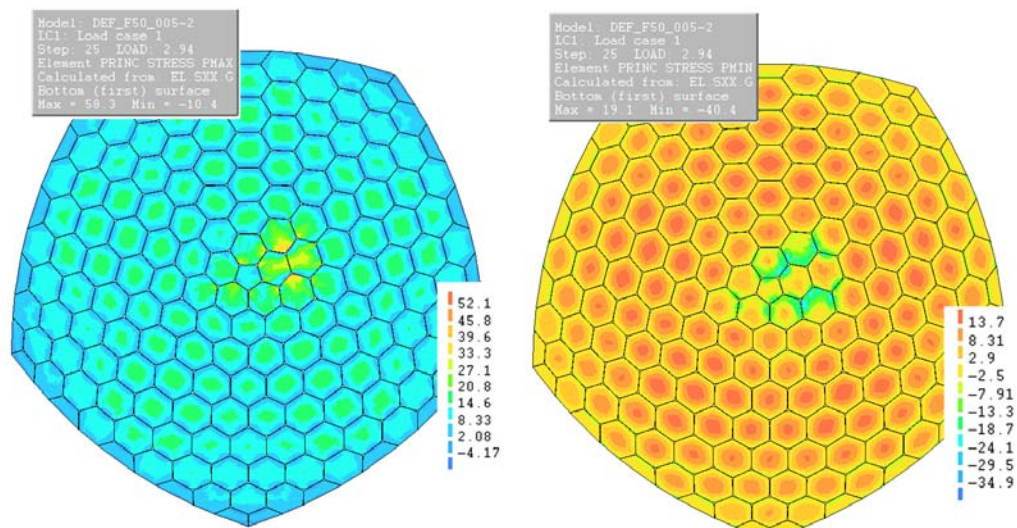 Model: DEF_F50_005-2
LC1: Load case 1
Step: 25 LOAD: 2.94
Element PRINC STRESS PMAX
Calculated from: EL.SXX.G
Bottom (first) surface
Max = 58.3 Min = -10.4
52.1
45.8
39.6
33.3
27.1
20.8
14.6
8.33
2.08
-4.17
Model: DEF_F50_005-2
LC1: Load case 1
Step: 25 LOAD: 2.94
Element PRINC STRESS PMIN
Calculated from: EL.SXX.G
Bottom (first) surface
Max = 19.1 Min = -40.4
13.7
8.31
2.9
-2.5
-7.91
-13.3
-18.7
-24.1
-29.5
-34.9